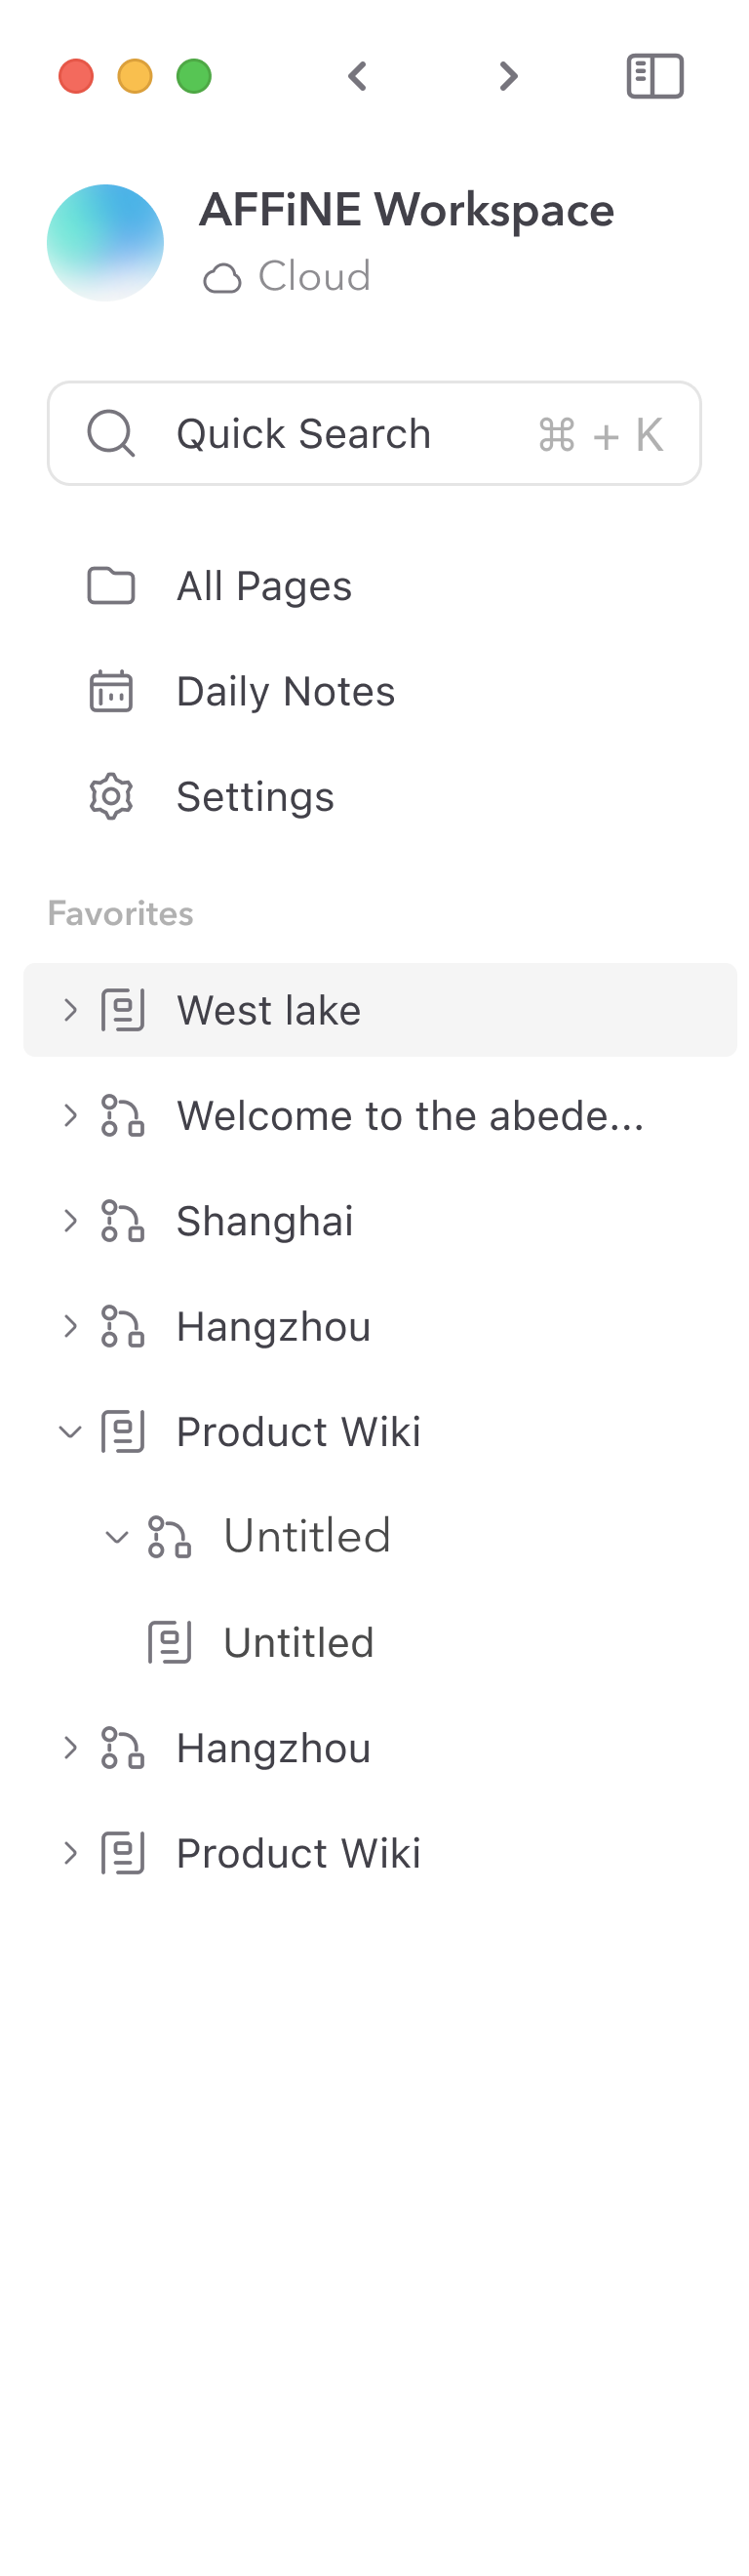 AFFiNE Workspace
Cloud
Quick Search ⌘ + K
All Pages
Daily Notes
Settings
Favorites
West lake
Welcome to the abede...
Shanghai
Hangzhou
Product Wiki
Untitled
Untitled
Hangzhou
Product Wiki